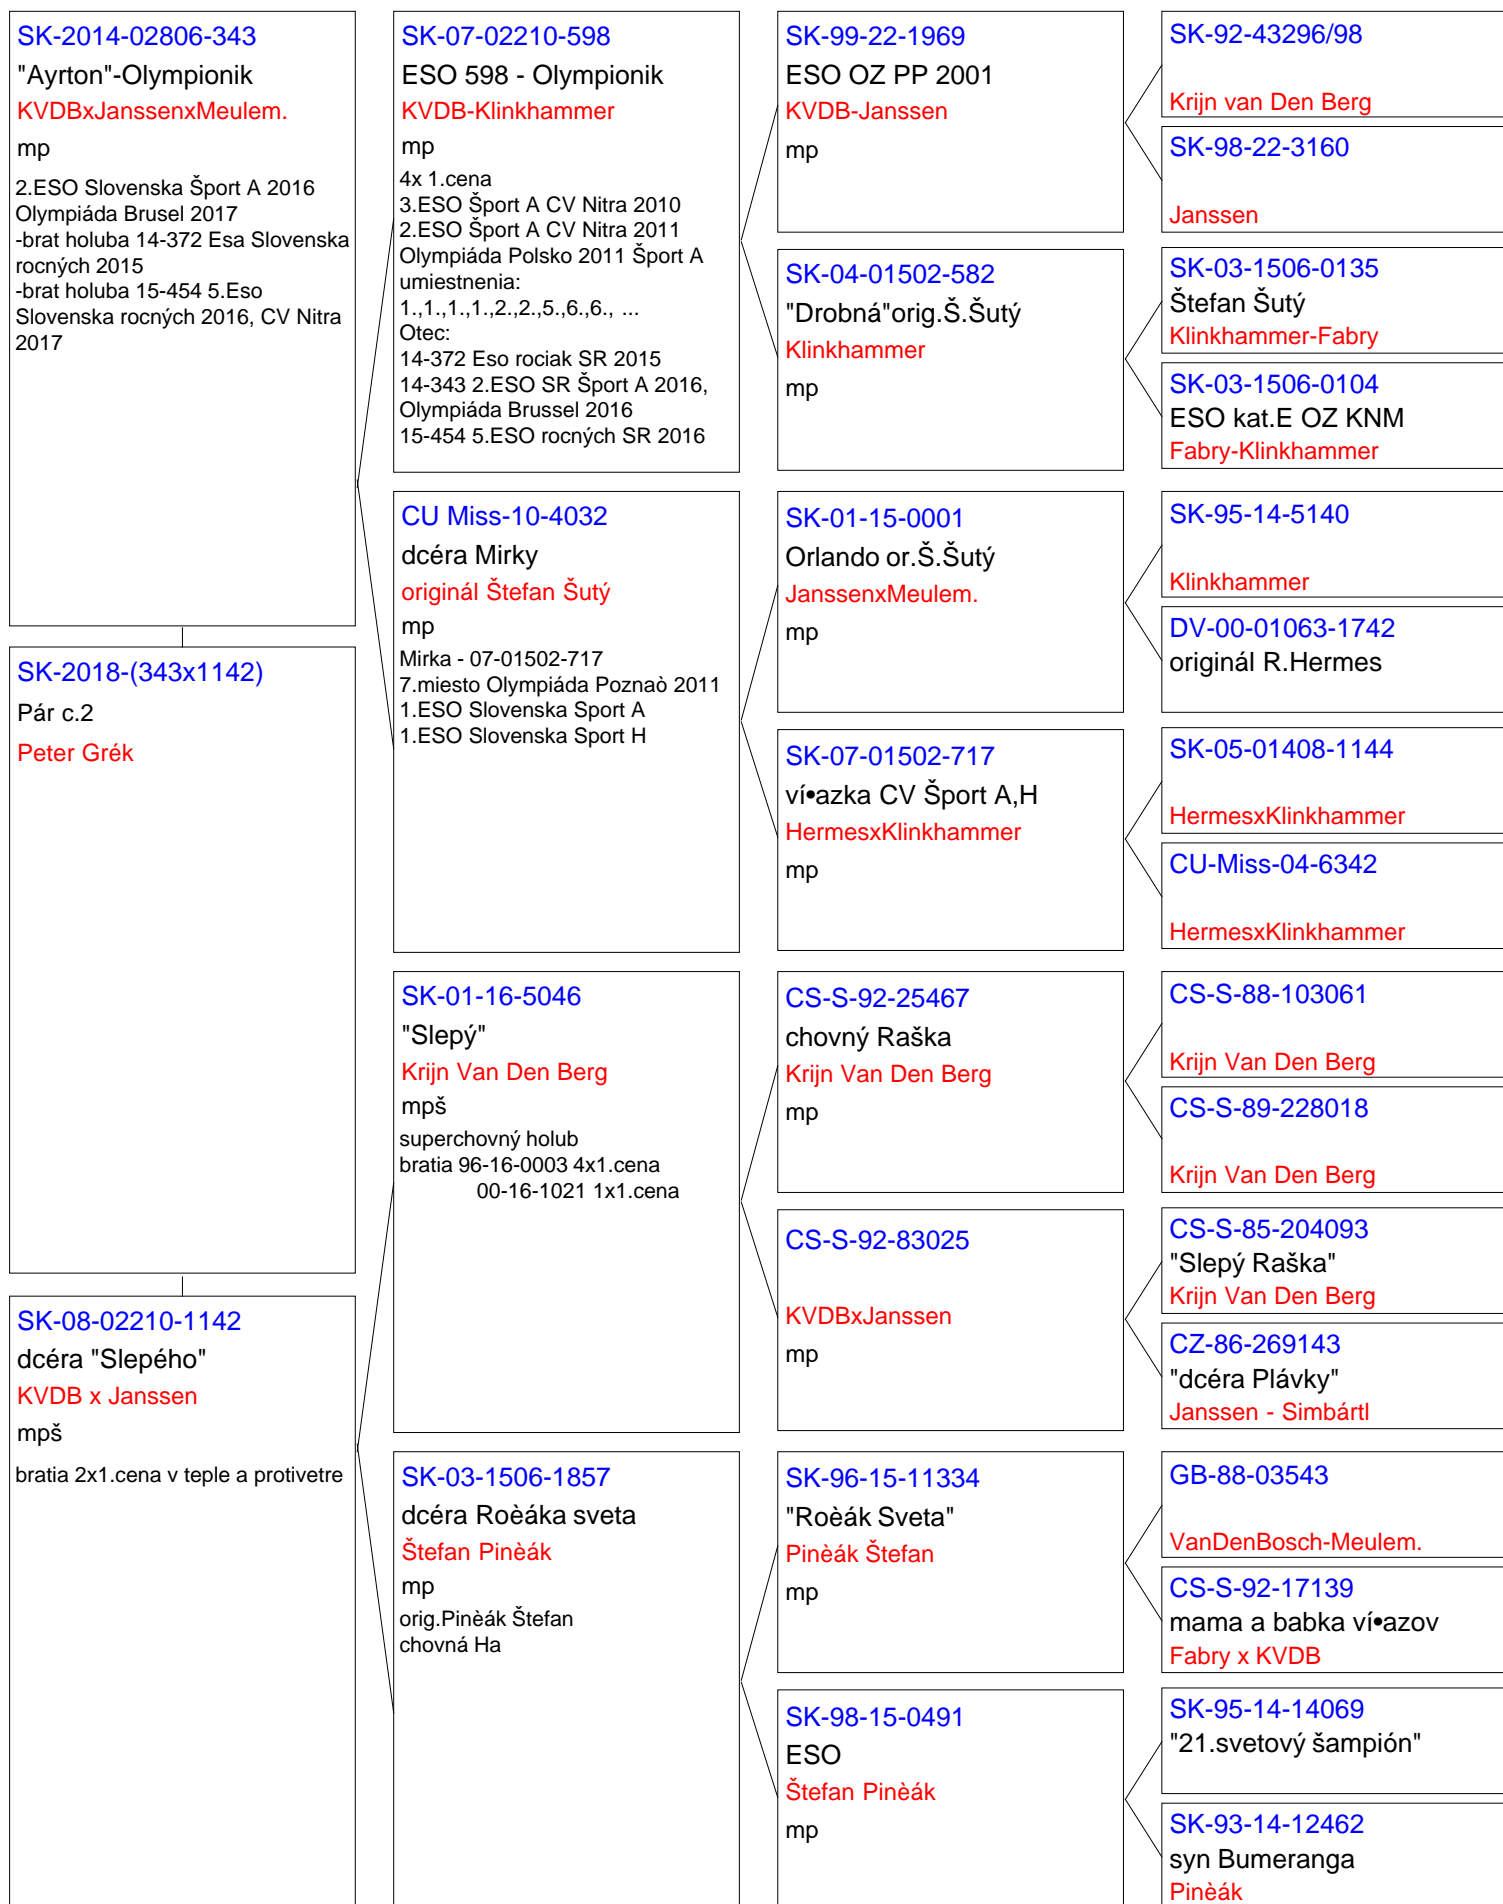 SK-2014-02806-343
"Ayrton"-Olympionik
KVDBxJanssenxMeulem.
mp
2.ESO Slovenska Šport A 2016
Olympiáda Brusel 2017
-brat holuba 14-372 Esa Slovenska
rocných 2015
-brat holuba 15-454 5.Eso
Slovenska rocných 2016, CV Nitra
2017
SK-2018-(343x1142)
Pár c.2
Peter Grék
SK-08-02210-1142
dcéra "Slepého"
KVDB x Janssen
mpš
bratia 2x1.cena v teple a protivetre
SK-07-02210-598
ESO 598 - Olympionik
KVDB-Klinkhammer
mp
4x 1.cena
3.ESO Šport A CV Nitra 2010
2.ESO Šport A CV Nitra 2011
Olympiáda Polsko 2011 Šport A
umiestnenia:
1.,1.,1.,1.,2.,2.,5.,6.,6., ...
Otec:
14-372 Eso rociak SR 2015
14-343 2.ESO SR Šport A 2016,
Olympiáda Brussel 2016
15-454 5.ESO rocných SR 2016
CU Miss-10-4032
dcéra Mirky
originál Štefan Šutý
mp
Mirka - 07-01502-717
7.miesto Olympiáda Poznaò 2011
1.ESO Slovenska Sport A
1.ESO Slovenska Sport H
SK-01-16-5046
"Slepý"
Krijn Van Den Berg
mpš
superchovný holub
bratia 96-16-0003 4x1.cena
00-16-1021 1x1.cena
SK-03-1506-1857
dcéra Roèáka sveta
Štefan Pinèák
mp
orig.Pinèák Štefan
chovná Ha
SK-99-22-1969
ESO OZ PP 2001
KVDB-Janssen
mp
SK-04-01502-582
"Drobná"orig.Š.Šutý
Klinkhammer
mp
SK-01-15-0001
Orlando or.Š.Šutý
JanssenxMeulem.
mp
SK-07-01502-717
ví•azka CV Šport A,H
HermesxKlinkhammer
mp
CS-S-92-25467
chovný Raška
Krijn Van Den Berg
mp
CS-S-92-83025
KVDBxJanssen
mp
SK-96-15-11334
"Roèák Sveta"
Pinèák Štefan
mp
SK-98-15-0491
ESO
Štefan Pinèák
mp
SK-92-43296/98
Krijn van Den Berg
SK-98-22-3160
Janssen
SK-03-1506-0135
Štefan Šutý
Klinkhammer-Fabry
SK-03-1506-0104
ESO kat.E OZ KNM
Fabry-Klinkhammer
SK-95-14-5140
Klinkhammer
DV-00-01063-1742
originál R.Hermes
SK-05-01408-1144
HermesxKlinkhammer
CU-Miss-04-6342
HermesxKlinkhammer
CS-S-88-103061
Krijn Van Den Berg
CS-S-89-228018
Krijn Van Den Berg
CS-S-85-204093
"Slepý Raška"
Krijn Van Den Berg
CZ-86-269143
"dcéra Plávky"
Janssen - Simbártl
GB-88-03543
VanDenBosch-Meulem.
CS-S-92-17139
mama a babka ví•azov
Fabry x KVDB
SK-95-14-14069
"21.svetový šampión"
SK-93-14-12462
syn Bumeranga
Pinèák